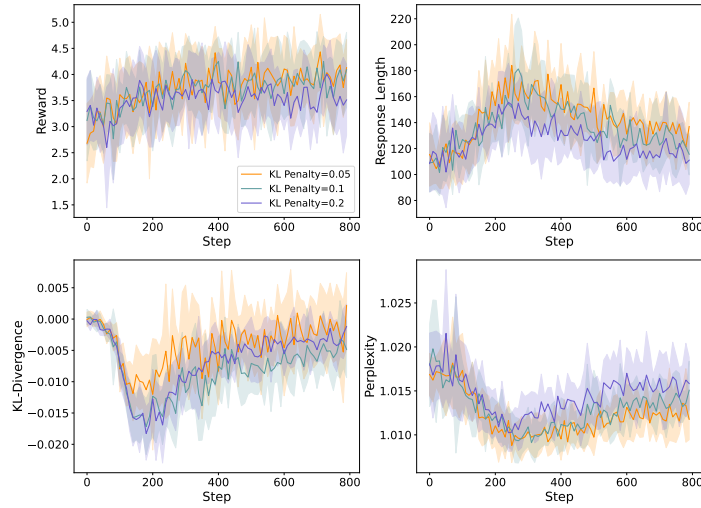 5.0
4.5
4.0
3.5
3.0
2.5
2.0
1.5
Reward
0 200 400 600 800
Step
KL Penalty=0.05
KL Penalty=0.1
KL Penalty=0.2
220
200
180
160
140
120
100
80
Response Length
0 200 400 600 800
Step
0.005
0.000
−0.005
−0.010
−0.015
−0.020
KL-Divergence
0 200 400 600 800
Step
1.025
1.020
1.015
1.010
Perplexity
0 200 400 600 800
Step